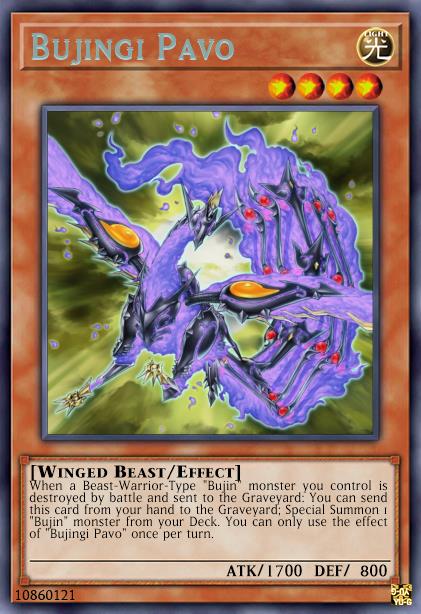 Bujingi Pavo
LIGHT
光
[Winged Beast/Effect]
When a Beast-Warrior-Type "Bujin" monster you control is
destroyed by battle and sent to the Graveyard: You can send
this card from your hand to the Graveyard; Special Summon 1
"Bujin" monster from your Deck. You can only use the effect
of "Bujingi Pavo" once per turn.
ATK/1700 DEF/ 800
10860121